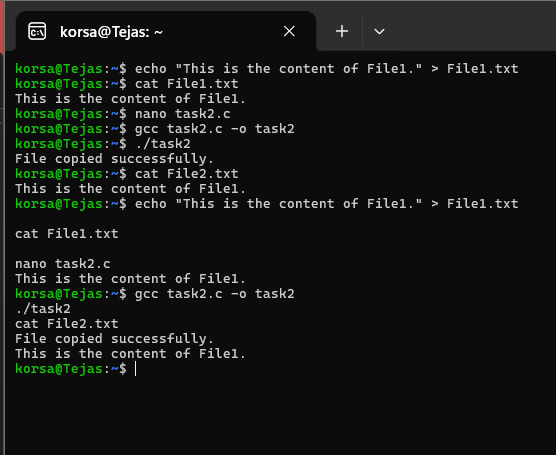 korsa@Tejas: ~
korsa@Tejas:~$ echo "This is the content of File1." > File1.txt
korsa@Tejas:~$ cat File1.txt
This is the content of File1.
korsa@Tejas:~$ nano task2.c
korsa@Tejas:~$ gcc task2.c -o task2
korsa@Tejas:~$ ./task2
File copied successfully.
korsa@Tejas:~$ cat File2.txt
This is the content of File1.
korsa@Tejas:~$ echo "This is the content of File1." > File1.txt
cat File1.txt
nano task2.c
This is the content of File1.
korsa@Tejas:~$ gcc task2.c -o task2
./task2
cat File2.txt
File copied successfully.
This is the content of File1.
korsa@Tejas:~$